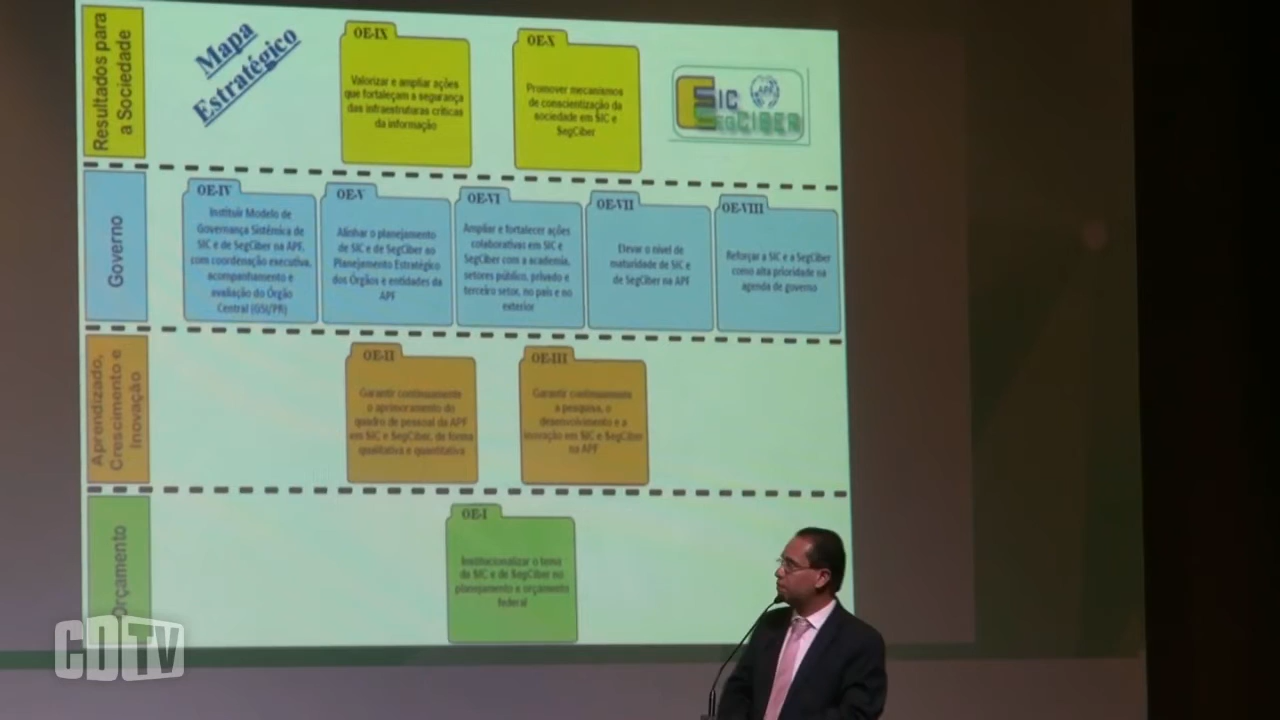 Resultados para
a Sociedade
Mapa
Estratégico
OE-IX
Valorizar e ampliar ações
que fortaleçam a segurança
das infraestruturas críticas
da informação
OE-X
Promover mecanismos
de conscientização da
sociedade em SIC e
SegCiber
SIC
APF
SEGCIBER
Governo
OE-IV
Instituir Modelo de
Governança Sistêmica de
SIC e de SegCiber na APF,
com coordenação executiva,
acompanhamento e
avaliação do Órgão
Central (GSI/PR)
OE-V
Alinhar o planejamento
de SIC e de SegCiber ao
Planejamento Estratégico
dos Órgãos e entidades da
APF
OE-VI
Ampliar e fortalecer ações
colaborativas em SIC e
SegCiber com a academia,
setores público, privado e
terceiro setor, no país e no
exterior
OE-VII
Elevar o nível de
maturidade de SIC e
de SegCiber na APF
OE-VIII
Reforçar a SIC e a SegCiber
como alta prioridade na
agenda de governo
Aprendizado,
Crescimento e
Inovação
OE-II
Garantir continuamente
o aprimoramento do
quadro de pessoal da APF
em SIC e SegCiber, de forma
qualitativa e quantitativa
OE-III
Garantir continuamente
a pesquisa, o
desenvolvimento e a
inovação em SIC e SegCiber
na APF
Orçamento
OE-I
Institucionalizar o tema
da SIC e de SegCiber no
planejamento e orçamento
federal
CDTV